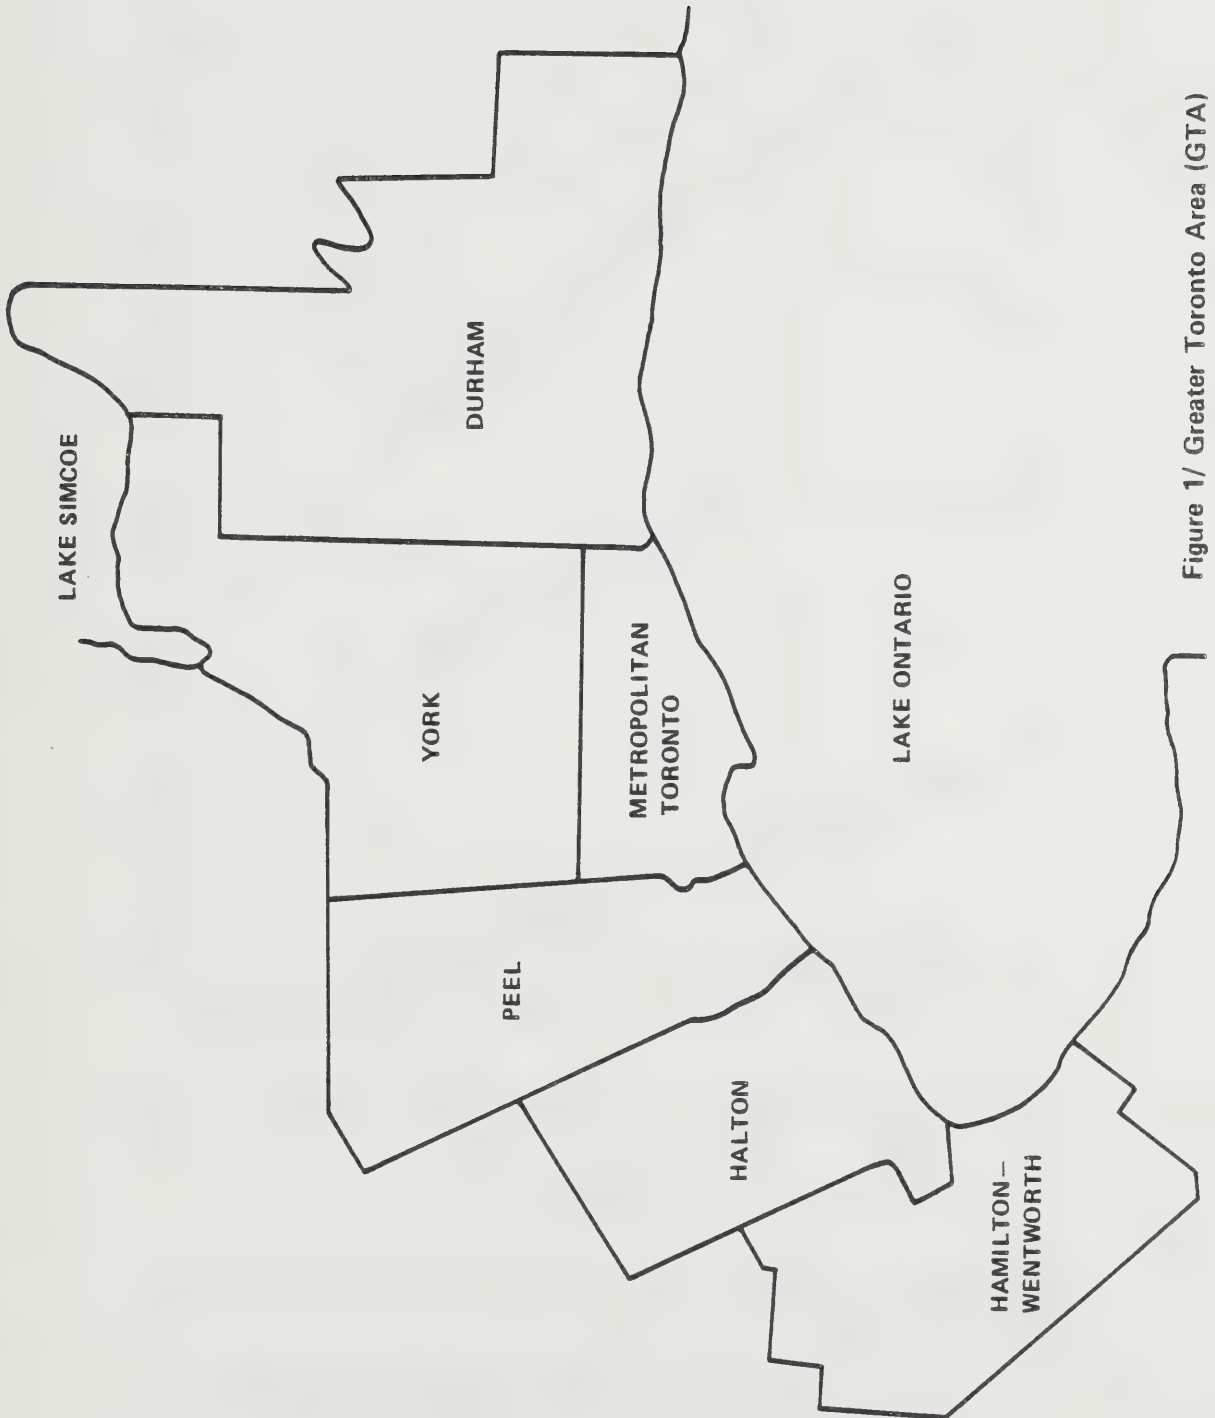 LAKE SIMCOE
DURHAM
YORK
METROPOLITAN
TORONTO
PEEL
HALTON
HAMILTON–
WENTWORTH
LAKE ONTARIO
Figure 1/ Greater Toronto Area (GTA)